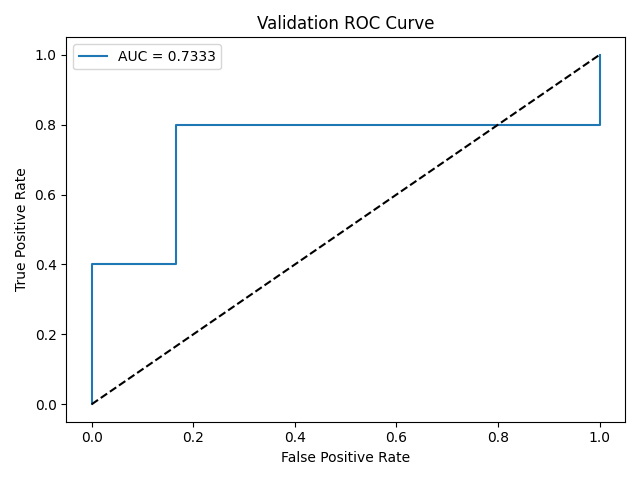 Validation ROC Curve
AUC = 0.7333
1.0
0.8
0.6
0.4
0.2
0.0
True Positive Rate
0.0 0.2 0.4 0.6 0.8 1.0
False Positive Rate